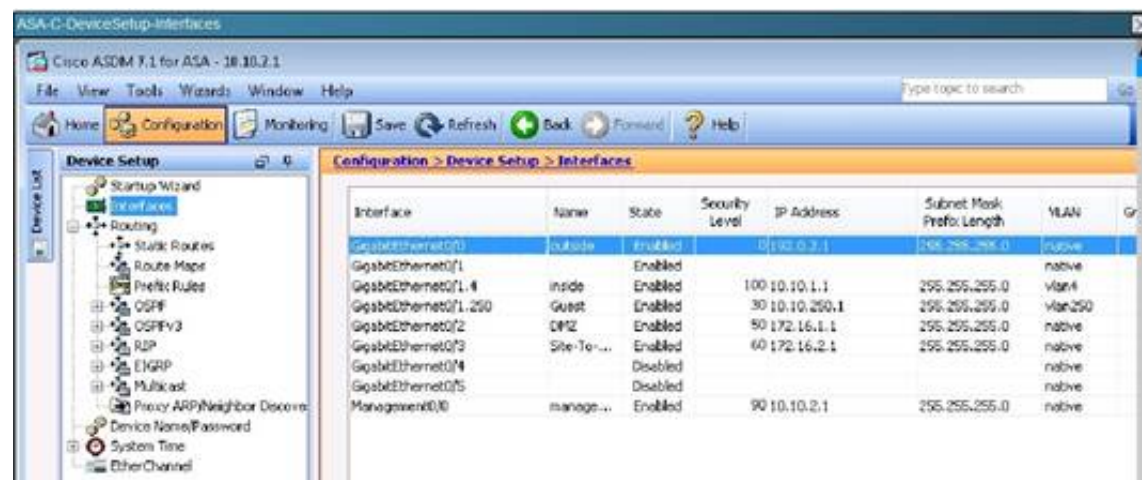 ASA-C-DeviceSetup-Interfaces
Cisco ASDM 7.1 for ASA - 10.10.2.1
File View Tools Wizards Window Help Type topic to search Go
Home Configuration Monitoring Save Refresh Back Forward Help
Device List
Device Setup
Startup Wizard
Interfaces
Routing
Static Routes
Route Maps
Prefix Rules
OSPF
OSPFv3
RIP
EIGRP
Multicast
Proxy ARP/Neighbor Discove
Device Name/Password
System Time
EtherChannel
Configuration > Device Setup > Interfaces
Interface Name State Security Level IP Address Subnet Mask Prefix Length VLAN Gr
GigabitEthernet0/0 outside Enabled 0 192.0.2.1 255.255.255.0 native
GigabitEthernet0/1 Enabled native
GigabitEthernet0/1.4 inside Enabled 100 10.10.1.1 255.255.255.0 vlan4
GigabitEthernet0/1.250 Guest Enabled 30 10.10.250.1 255.255.255.0 vlan250
GigabitEthernet0/2 DMZ Enabled 50 172.16.1.1 255.255.255.0 native
GigabitEthernet0/3 Site-To-... Enabled 60 172.16.2.1 255.255.255.0 native
GigabitEthernet0/4 Disabled native
GigabitEthernet0/5 Disabled native
Management0/0 manage... Enabled 90 10.10.2.1 255.255.255.0 native